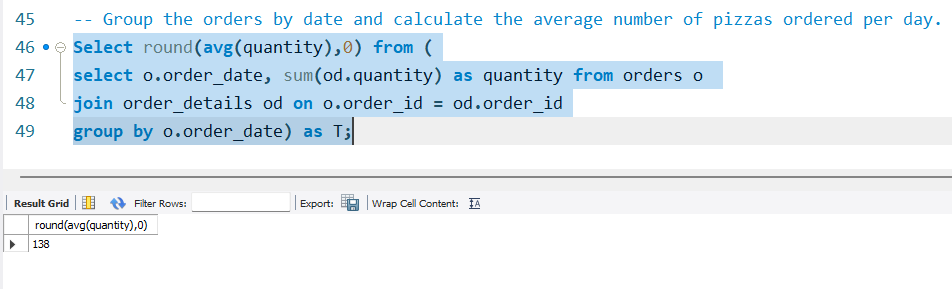 45 -- Group the orders by date and calculate the average number of pizzas ordered per day.
46 Select round(avg(quantity),0) from (
47 select o.order_date, sum(od.quantity) as quantity from orders o
48 join order_details od on o.order_id = od.order_id
49 group by o.order_date) as T;
Result Grid Filter Rows: Export: Wrap Cell Content: IA
round(avg(quantity),0)
138